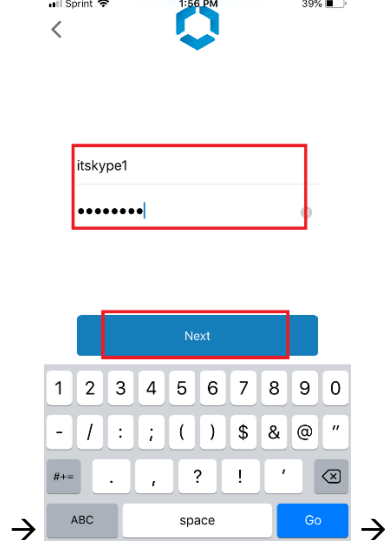 Sprint 1:56 PM 39%
itskype1
••••••••
Next
1 2 3 4 5 6 7 8 9 0
- / : ; ( ) $ & @ "
#+= . , ? ! '
→ ABC space Go →